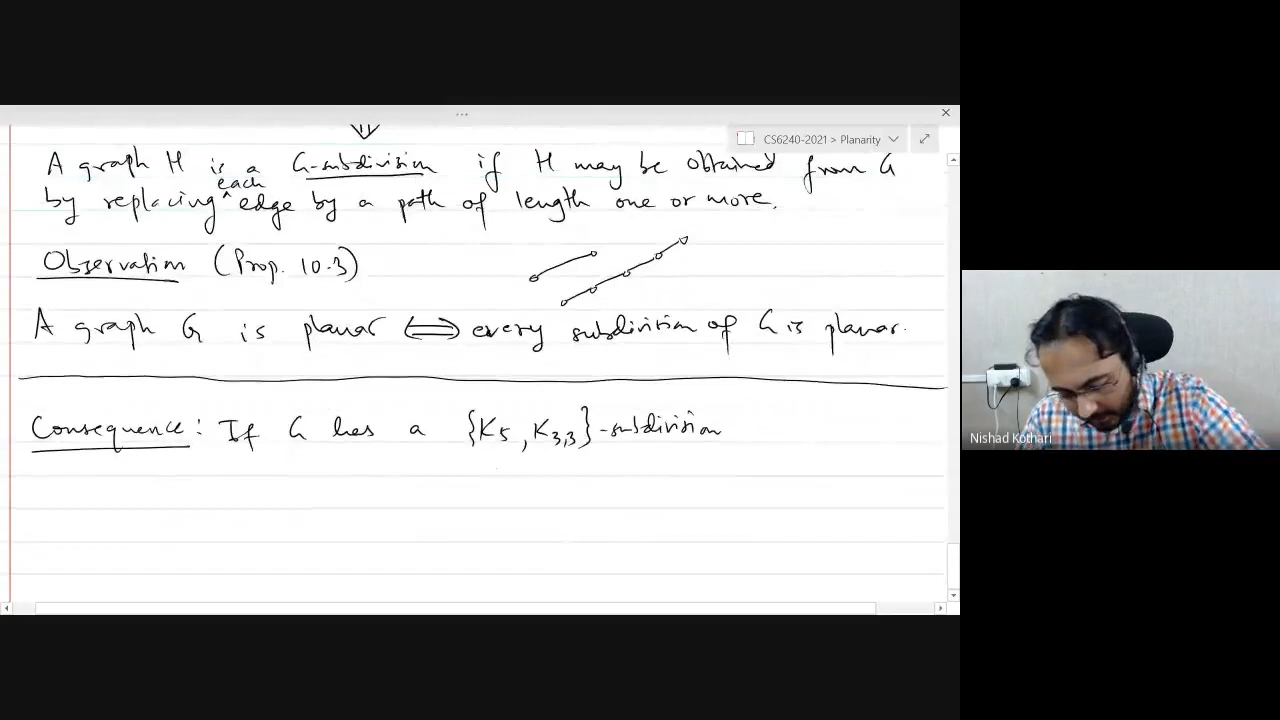 CS6240-2021 > Planarity
A graph H is a G-subdivision if H may be obtained from G
by replacing each edge by a path of length one or more.
Observation (Prop. 10.3)
A graph G is planar ⟺ every subdivision of G is planar.
Consequence: If G has a {K5, K3,3}-subdivision
Nishad Kothari